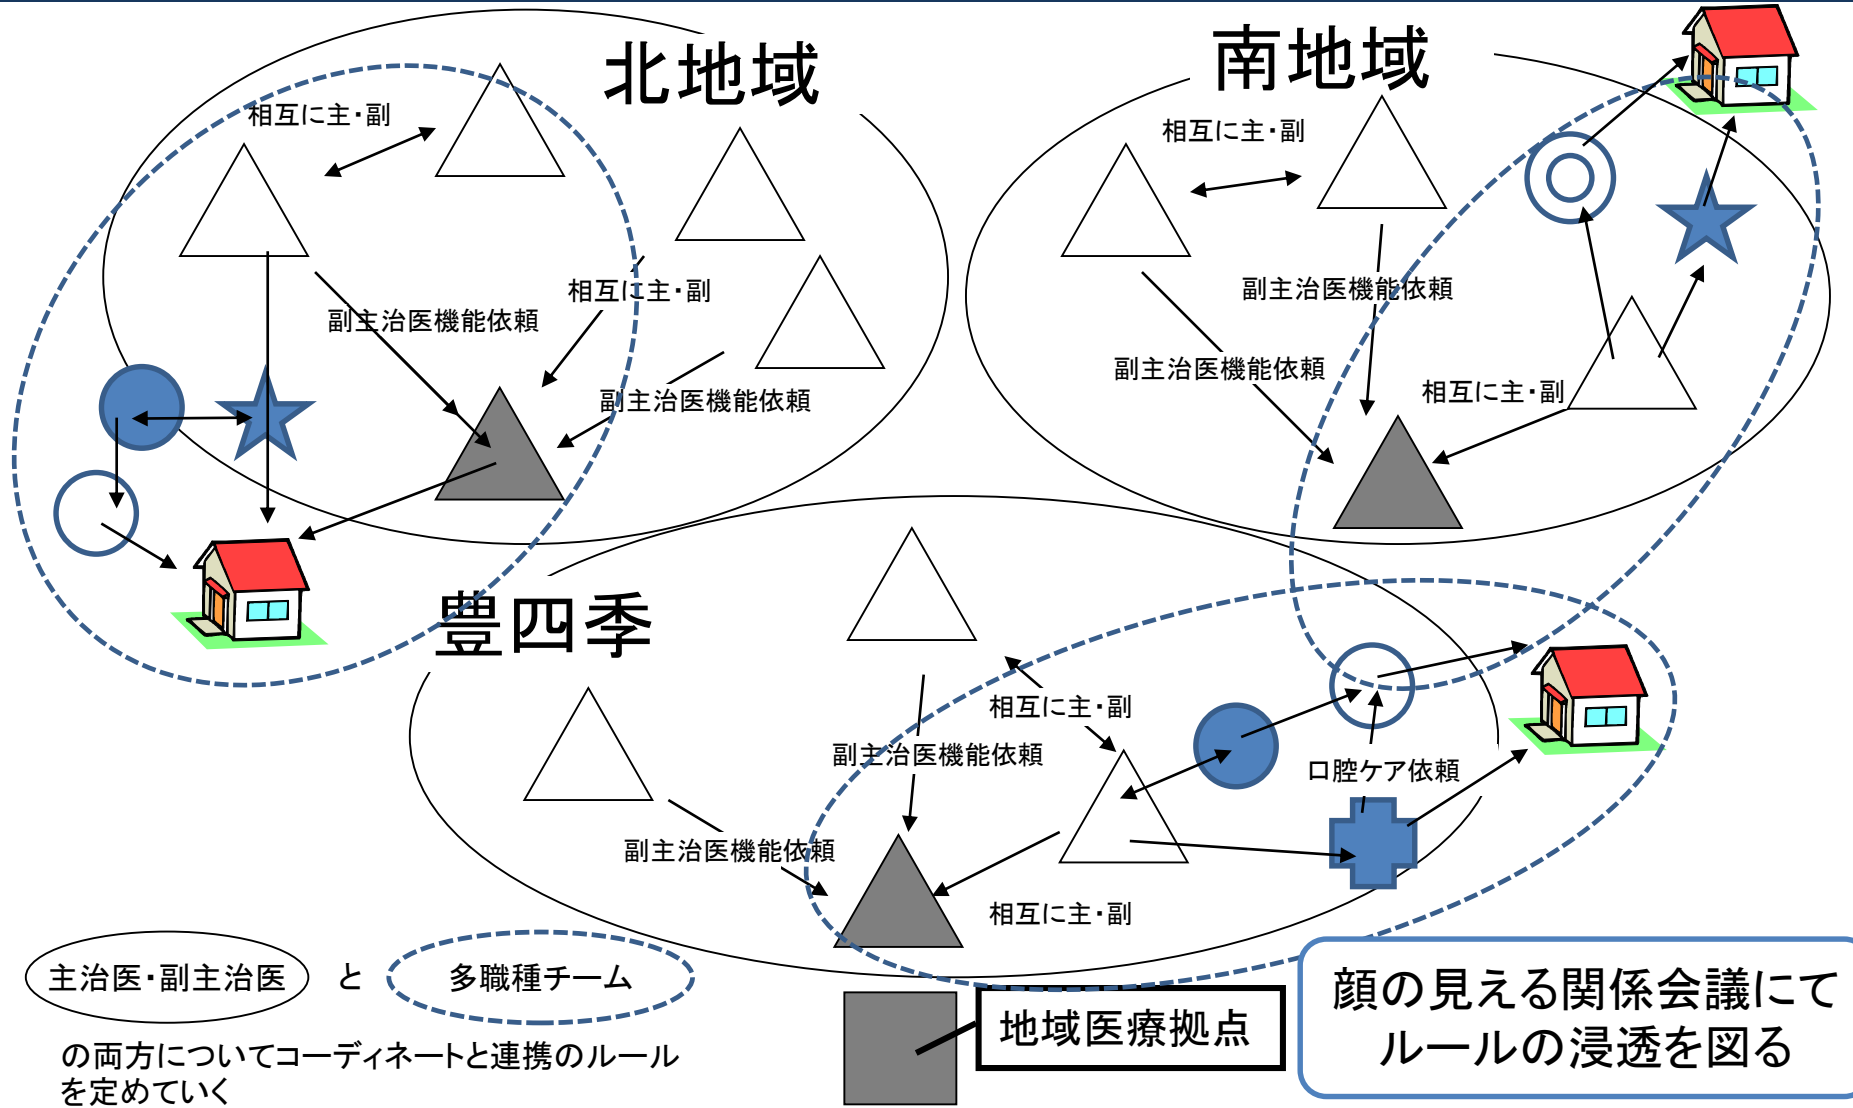 北地域
南地域
相互に主・副
相互に主・副
相互に主・副
副主治医機能依頼
副主治医機能依頼
副主治医機能依頼
副主治医機能依頼
相互に主・副
豊四季
相互に主・副
副主治医機能依頼
口腔ケア依頼
副主治医機能依頼
相互に主・副
主治医・副主治医
と
多職種チーム
の両方についてコーディネートと連携のルール
を定めていく
地域医療拠点
顔の見える関係会議にて
ルールの浸透を図る